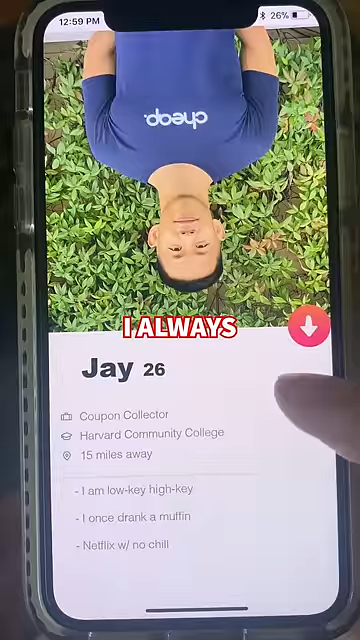 12:59 PM
26%
cheap.
I ALWAYS
Jay 26
Coupon Collector
Harvard Community College
15 miles away
- I am low-key high-key
- I once drank a muffin
- Netflix w/ no chill